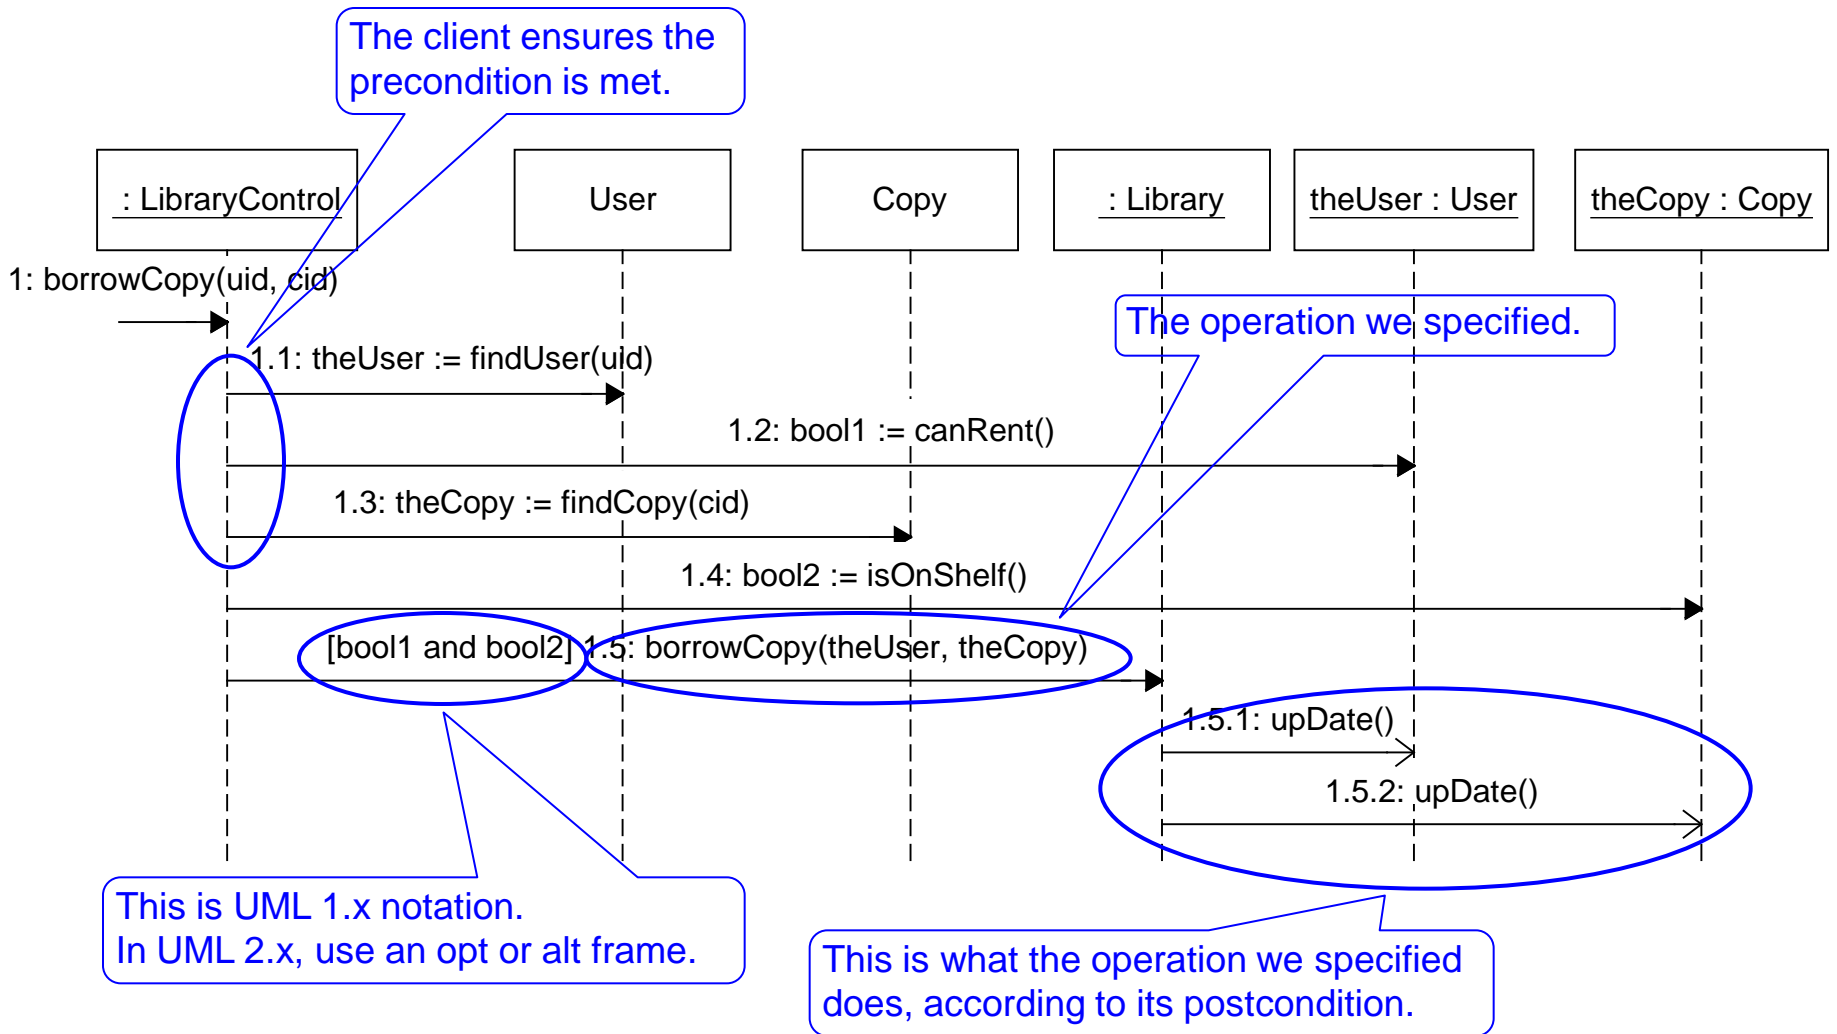 The client ensures the
precondition is met.
: LibraryControl
User
Copy
: Library
theUser : User
theCopy : Copy
1: borrowCopy(uid, cid)
The operation we specified.
1.1: theUser := findUser(uid)
1.2: bool1 := canRent()
1.3: theCopy := findCopy(cid)
1.4: bool2 := isOnShelf()
[bool1 and bool2] 1.5: borrowCopy(theUser, theCopy)
1.5.1: upDate()
1.5.2: upDate()
This is UML 1.x notation.
In UML 2.x, use an opt or alt frame.
This is what the operation we specified
does, according to its postcondition.